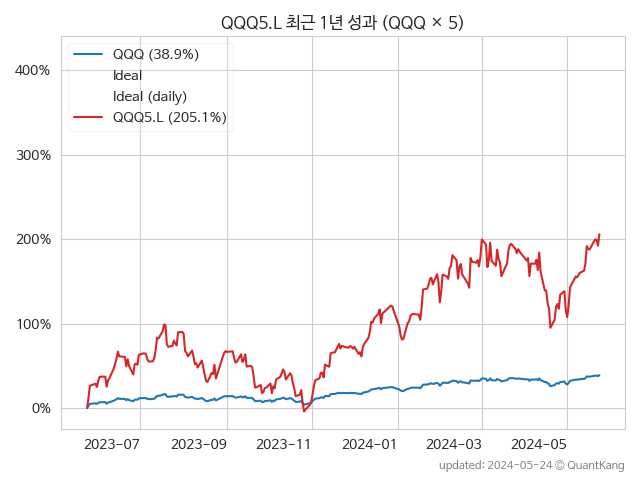 QQQ5.L 최근 1년 성과 (QQQ × 5)
QQQ (38.9%)
Ideal
Ideal (daily)
QQQ5.L (205.1%)
400%
300%
200%
100%
0%
2023-07
2023-09
2023-11
2024-01
2024-03
2024-05
updated: 2024-05-24 © QuantKang